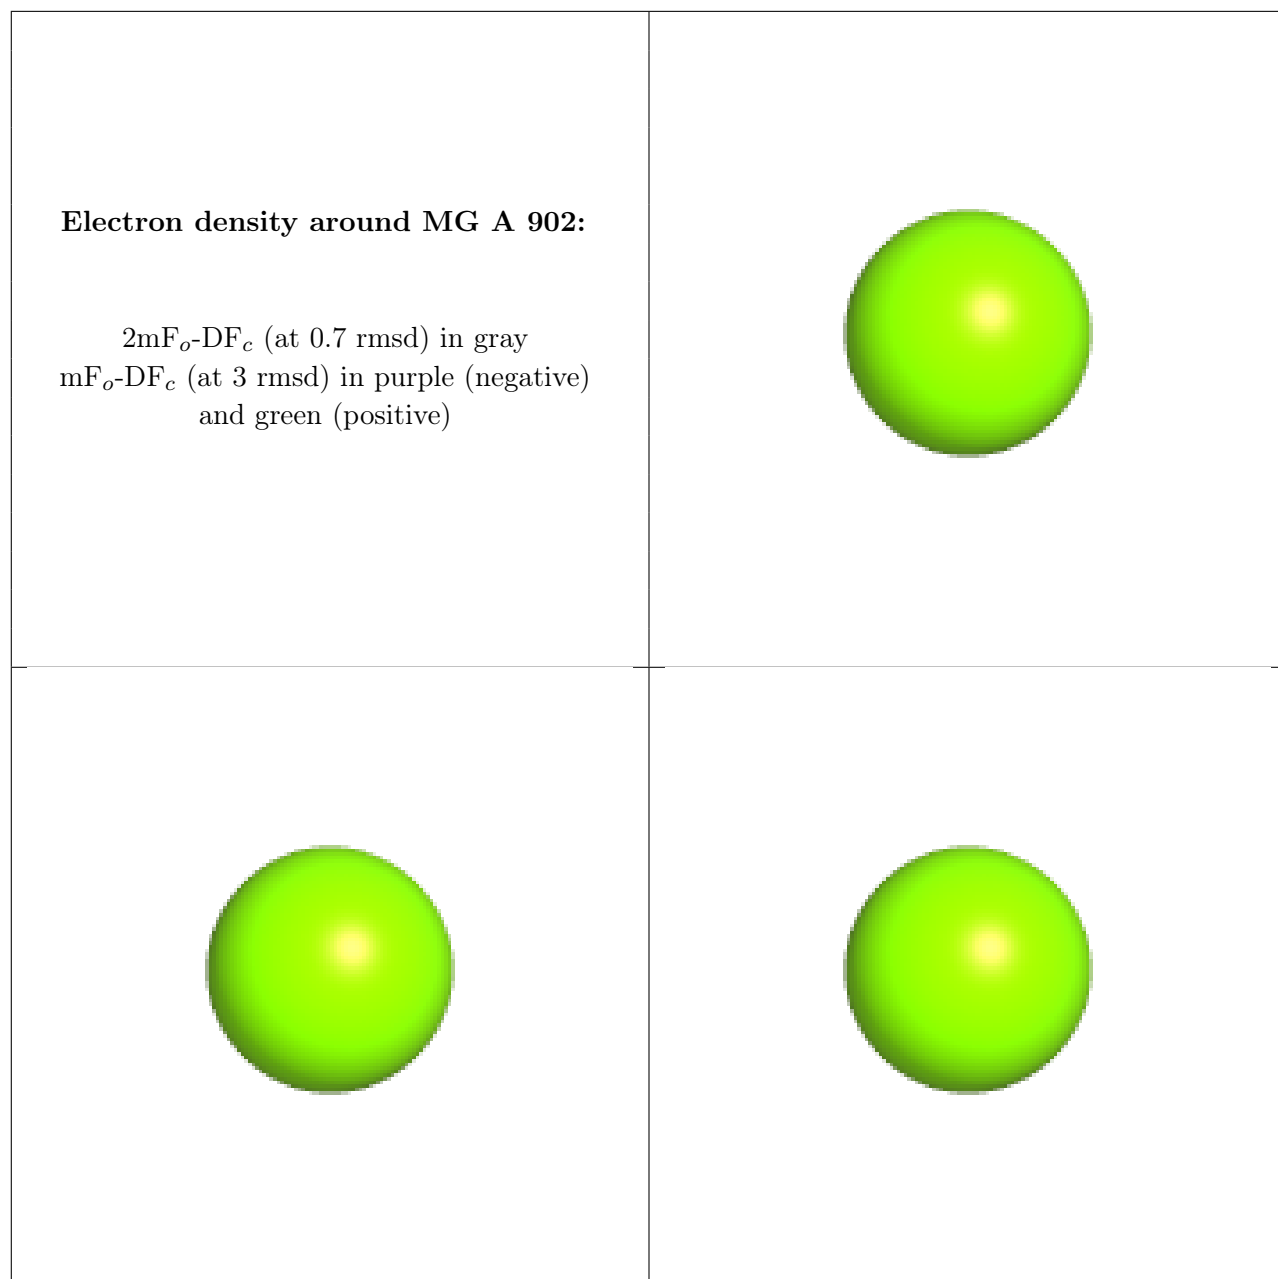 Electron density around MG A 902:
2mFo-DFc (at 0.7 rmsd) in gray
mFo-DFc (at 3 rmsd) in purple (negative)
and green (positive)